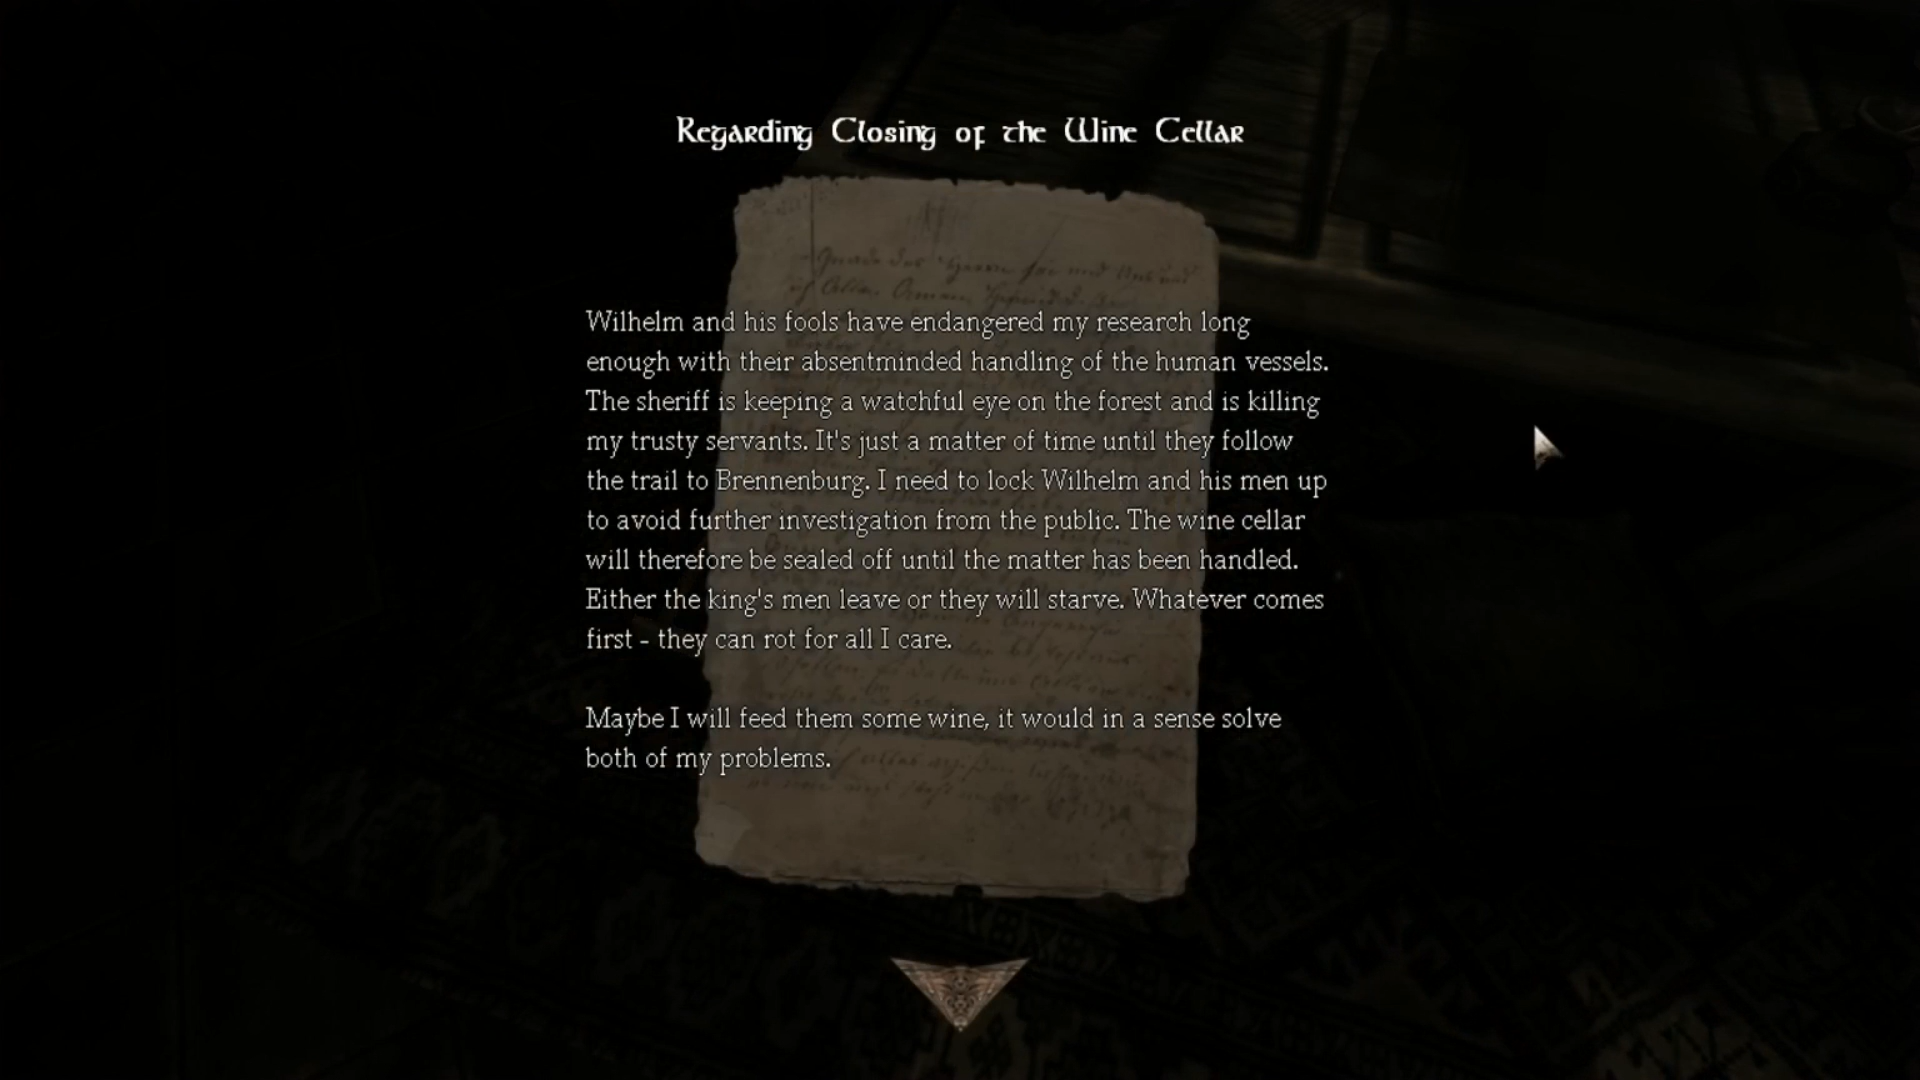 Regarding Closing of the Wine Cellar
Wilhelm and his fools have endangered my research long
enough with their absentminded handling of the human vessels.
The sheriff is keeping a watchful eye on the forest and is killing
my trusty servants. It's just a matter of time until they follow
the trail to Brennenburg. I need to lock Wilhelm and his men up
to avoid further investigation from the public. The wine cellar
will therefore be sealed off until the matter has been handled.
Either the king's men leave or they will starve. Whatever comes
first - they can rot for all I care.
Maybe I will feed them some wine, it would in a sense solve
both of my problems.